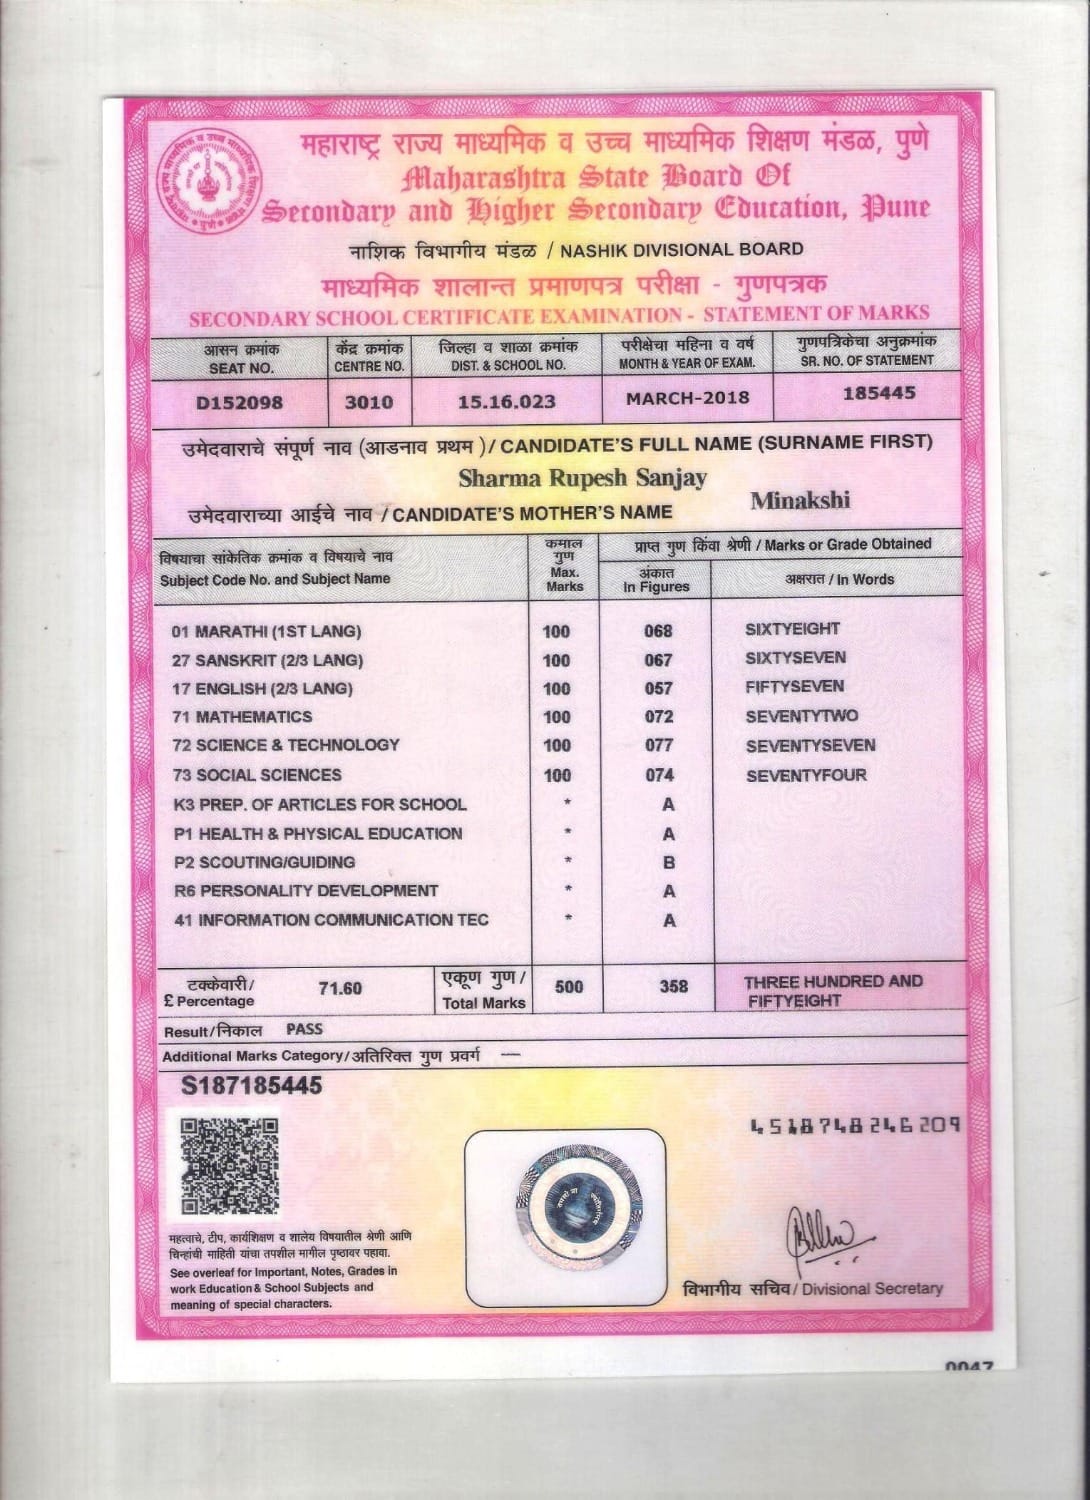 महाराष्ट्र राज्य माध्यमिक व उच्च माध्यमिक शिक्षण मंडळ, पुणे
Maharashtra State Board Of
Secondary and Higher Secondary Education, Pune
नाशिक विभागीय मंडळ / NASHIK DIVISIONAL BOARD
माध्यमिक शालान्त प्रमाणपत्र परीक्षा - गुणपत्रक
SECONDARY SCHOOL CERTIFICATE EXAMINATION - STATEMENT OF MARKS
आसन क्रमांक केंद्र क्रमांक जिल्हा व शाळा क्रमांक परीक्षेचा महिना व वर्ष गुणपत्रिकेचा अनुक्रमांक
SEAT NO. CENTRE NO. DIST. & SCHOOL NO. MONTH & YEAR OF EXAM. SR. NO. OF STATEMENT
D152098 3010 15.16.023 MARCH-2018 185445
उमेदवाराचे संपूर्ण नाव (आडनाव प्रथम )/ CANDIDATE'S FULL NAME (SURNAME FIRST)
Sharma Rupesh Sanjay
उमेदवाराच्या आईचे नाव / CANDIDATE'S MOTHER'S NAME Minakshi
विषयाचा सांकेतिक क्रमांक व विषयाचे नाव
Subject Code No. and Subject Name
कमाल
गुण
Max.
Marks
प्राप्त गुण किंवा श्रेणी / Marks or Grade Obtained
अंकात
In Figures
अक्षरात / In Words
01 MARATHI (1ST LANG) 100 068 SIXTYEIGHT
27 SANSKRIT (2/3 LANG) 100 067 SIXTYSEVEN
17 ENGLISH (2/3 LANG) 100 057 FIFTYSEVEN
71 MATHEMATICS 100 072 SEVENTYTWO
72 SCIENCE & TECHNOLOGY 100 077 SEVENTYSEVEN
73 SOCIAL SCIENCES 100 074 SEVENTYFOUR
K3 PREP. OF ARTICLES FOR SCHOOL * A
P1 HEALTH & PHYSICAL EDUCATION * A
P2 SCOUTING/GUIDING * B
R6 PERSONALITY DEVELOPMENT * A
41 INFORMATION COMMUNICATION TEC * A
टक्केवारी/
£ Percentage
71.60
एकूण गुण /
Total Marks
500 358
THREE HUNDRED AND
FIFTYEIGHT
Result/निकाल PASS
Additional Marks Category/अतिरिक्त गुण प्रवर्ग —
S187185445
4518748246209
महत्वाचे, टीप, कार्यशिक्षण व शालेय विषयातील श्रेणी आणि
चिन्हांची माहिती यांचा तपशील मागील पृष्ठावर पहावा.
See overleaf for Important, Notes, Grades in
work Education & School Subjects and
meaning of special characters.
विभागीय सचिव/ Divisional Secretary
0047